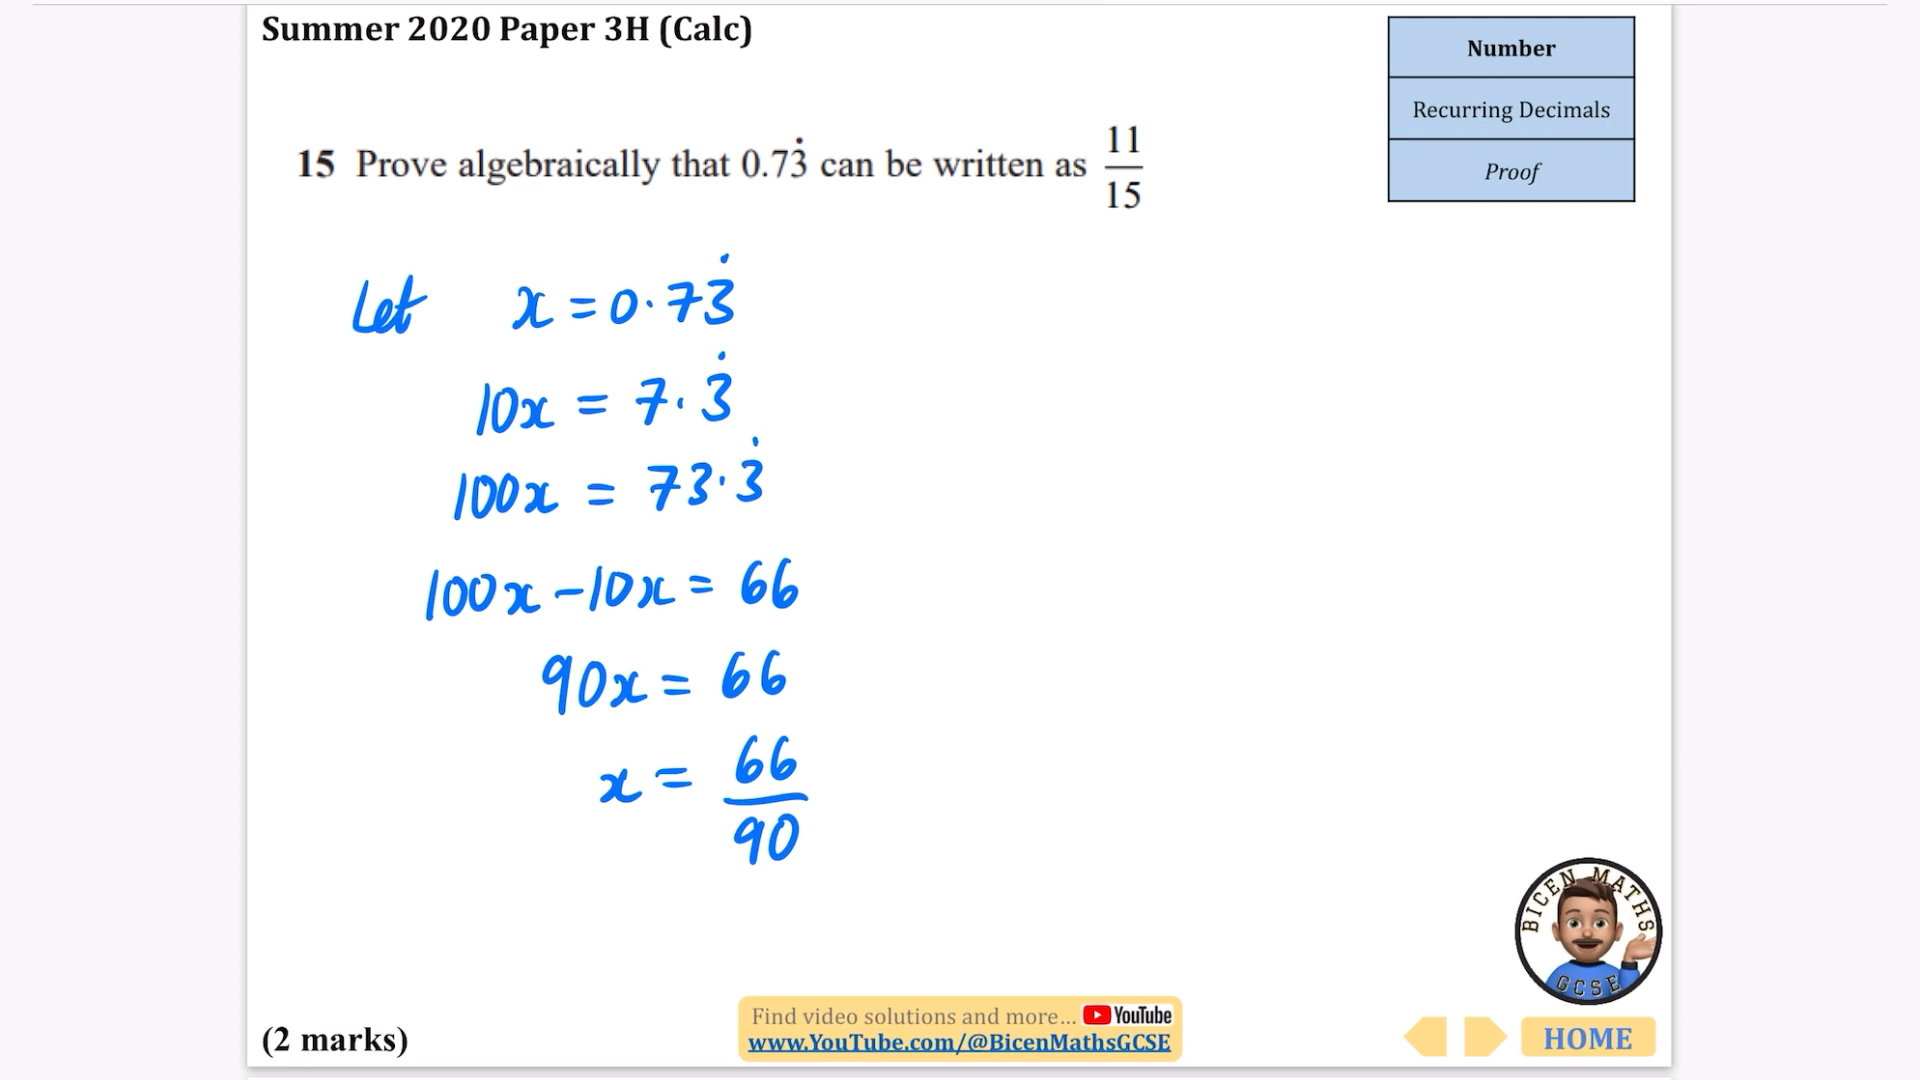 Summer 2020 Paper 3H (Calc)
Number
Recurring Decimals
Proof
15 Prove algebraically that 0.73̇ can be written as 11/15
Let x = 0.73̇
10x = 7.3̇
100x = 73.3̇
100x - 10x = 66
90x = 66
x = 66/90
BICEN MATHS
GCSE
(2 marks)
Find video solutions and more... YouTube
www.YouTube.com/@BicenMathsGCSE
HOME